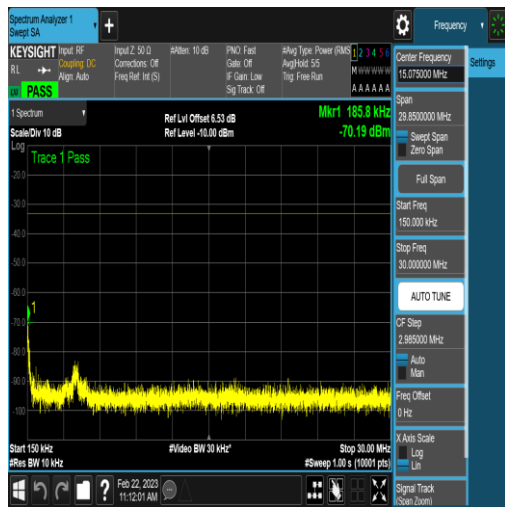 Spectrum Analyzer 1
Swept SA
+
Frequency
KEYSIGHT
Input: RF
Coupling: DC
Align: Auto
Input Z: 50 Ω
Corrections: Off
Freq Ref: Int (S)
#Atten: 10 dB
PNO: Fast
Gate: Off
IF Gain: Low
Sig Track: Off
#Avg Type: Power (RMS
Avg|Hold: 5/5
Trig: Free Run
1 2 3 4 5 6
M W W W W W
A A A A A A
RL
PASS
1 Spectrum
Scale/Div 10 dB
Ref Lvl Offset 6.53 dB
Ref Level -10.00 dBm
Mkr1 185.8 kHz
-70.19 dBm
Log
Trace 1 Pass
-20.0
-30.0
-40.0
-50.0
-60.0
-70.0
-80.0
-90.0
-100
1
Start 150 kHz
#Res BW 10 kHz
#Video BW 30 kHz*
Stop 30.00 MHz
#Sweep 1.00 s (10001 pts)
?
Feb 22, 2023
11:12:01 AM
Center Frequency
15.075000 MHz
Settings
Span
29.8500000 MHz
Swept Span
Zero Span
Full Span
Start Freq
150.000 kHz
Stop Freq
30.000000 MHz
AUTO TUNE
CF Step
2.985000 MHz
Auto
Man
Freq Offset
0 Hz
X Axis Scale
Log
Lin
Signal Track
(Span Zoom)